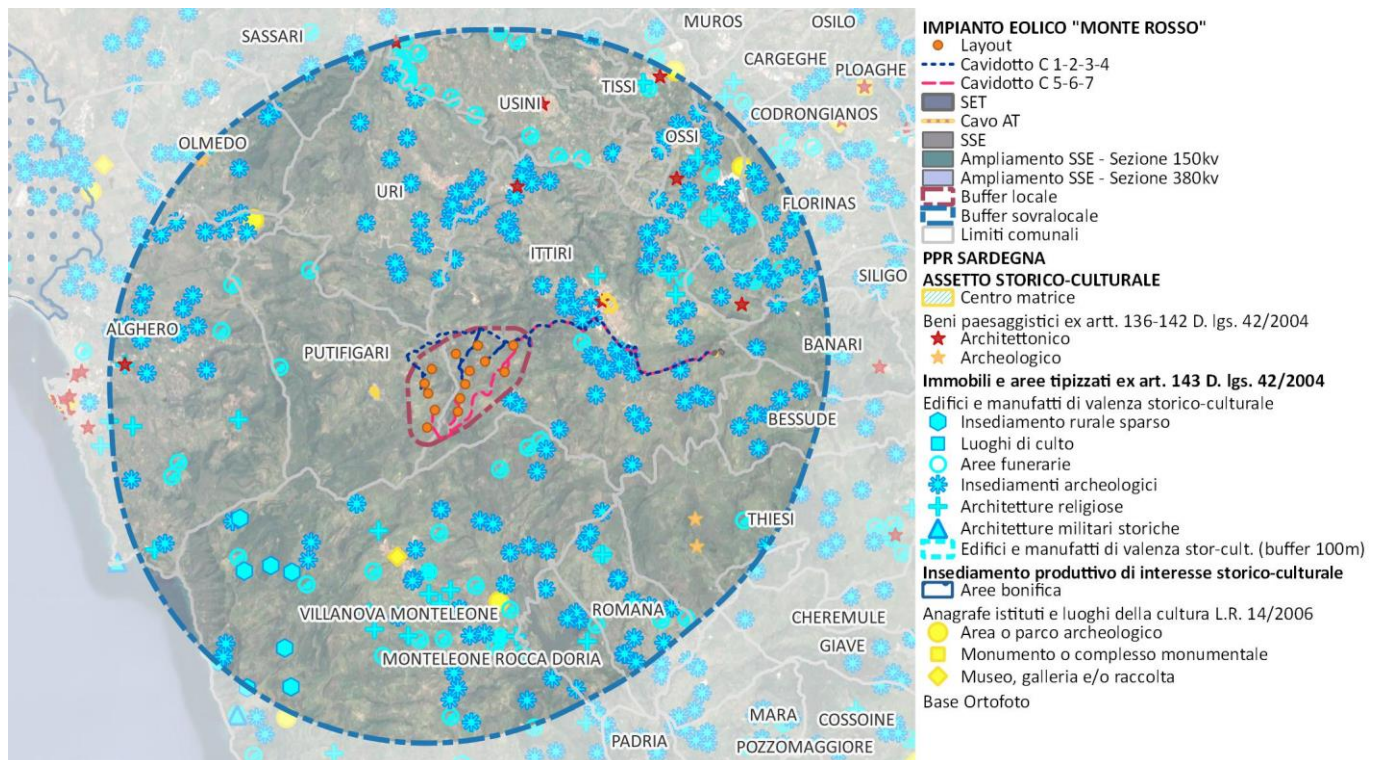 MUROS
OSILO
SASSARI
CARGEGHE
PLOAGHE
TISSI
USINI
CODRONGIANOS
OSSI
OLMEDO
URI
FLORINAS
ITTIRI
SILIGO
ALGHERO
PUTIFIGARI
BANARI
BESSUDE
THIESI
VILLANOVA MONTELEONE
ROMANA
CHEREMULE
GIAVE
MONTELEONE ROCCA DORIA
MARA
COSSOINE
PADRIA
POZZOMAGGIORE
IMPIANTO EOLICO "MONTE ROSSO"
Layout
Cavidotto C 1-2-3-4
Cavidotto C 5-6-7
SET
Cavo AT
SSE
Ampliamento SSE - Sezione 150kv
Ampliamento SSE - Sezione 380kv
Buffer locale
Buffer sovralocale
Limiti comunali
PPR SARDEGNA
ASSETTO STORICO-CULTURALE
Centro matrice
Beni paesaggistici ex artt. 136-142 D. lgs. 42/2004
Architettonico
Archeologico
Immobili e aree tipizzati ex art. 143 D. lgs. 42/2004
Edifici e manufatti di valenza storico-culturale
Insediamento rurale sparso
Luoghi di culto
Aree funerarie
Insediamenti archeologici
Architetture religiose
Architetture militari storiche
Edifici e manufatti di valenza stor-cult. (buffer 100m)
Insediamento produttivo di interesse storico-culturale
Aree bonifica
Anagrafe istituti e luoghi della cultura L.R. 14/2006
Area o parco archeologico
Monumento o complesso monumentale
Museo, galleria e/o raccolta
Base Ortofoto